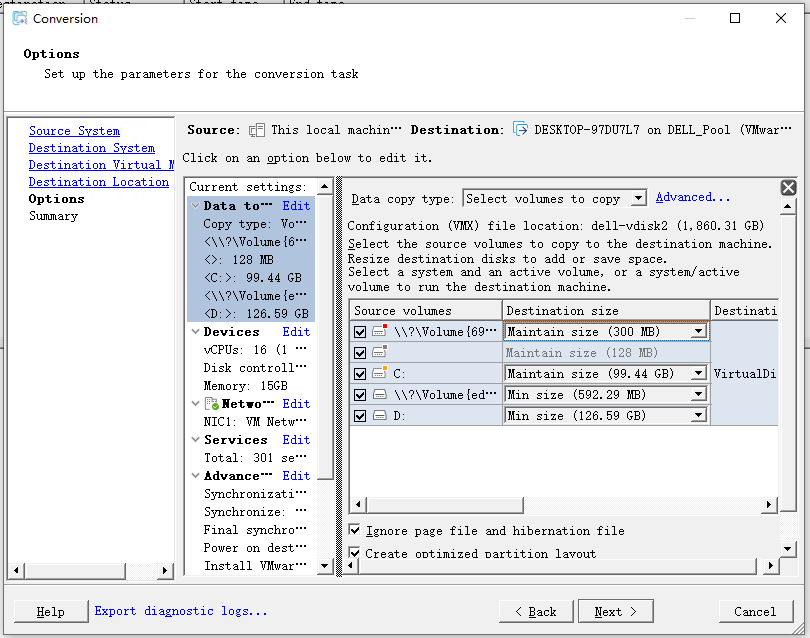 Status
Start time
End time
Conversion
Options
Set up the parameters for the conversion task
Source System
Destination System
Destination Virtual M
Destination Location
Options
Summary
Source: This local machin··· Destination: DESKTOP-97DU7L7 on DELL_Pool (VMwar···
Click on an option below to edit it.
Current settings:
Data to··· Edit
Copy type: Vo···
<\\?\Volume{6···
<>: 128 MB
<C:>: 99.44 GB
<\\?\Volume{e···
<D:>: 126.59 GB
Devices Edit
vCPUs: 16 (1 ···
Disk controll···
Memory: 15GB
Netwo··· Edit
NIC1: VM Netw···
Services Edit
Total: 301 se···
Advance··· Edit
Synchronizati···
Synchronize: ···
Final synchro···
Power on dest···
Install VMwar···
Data copy type: Select volumes to copy Advanced...
Configuration (VMX) file location: dell-vdisk2 (1,860.31 GB)
Select the source volumes to copy to the destination machine.
Resize destination disks to add or save space.
Select a system and an active volume, or a system/active
volume to run the destination machine.
Source volumes Destination size Destinati
\\?\Volume{69··· Maintain size (300 MB)
Maintain size (128 MB)
C: Maintain size (99.44 GB) VirtualDi
\\?\Volume{ed··· Min size (592.29 MB)
D: Min size (126.59 GB)
Ignore page file and hibernation file
Create optimized partition layout
Help Export diagnostic logs... < Back Next > Cancel